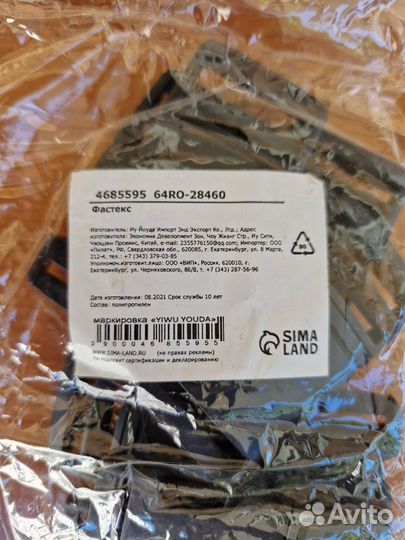 4685595 64RO-28460
Фастекс
Изготовитель: Иу Йоуда Импорт Энд Экспорт Ко., Лтд.; Адрес
изготовителя: Экономик Девелопмент Зон, Чоу Жианг Стр., Иу Сити,
Чжэцзян Провинс, Китай, e-mail: 2355776150@qq.com; Импортер: ООО
«Пилат», РФ, Свердловская обл., 620085, г. Екатеринбург, ул. 8 Марта,
212-4, тел.: +7 (343) 379-03-85
Уполномоч.изготовит.лицо: ООО «ВИП», Россия, 620010, г.
Екатеринбург, ул. Черняховского, 86/8, т. +7 (343) 287-56-96
80
Дата изготовления: 08.2021 Срок службы 10 лет
Состав: полипропилен
маркировка «YIWU YOUDA»
2900046855955
WWW.SIMA-LAND.RU (на правах рекламы)
Не подлежит сертификации и декларированию
SIMA
LAND
Avito